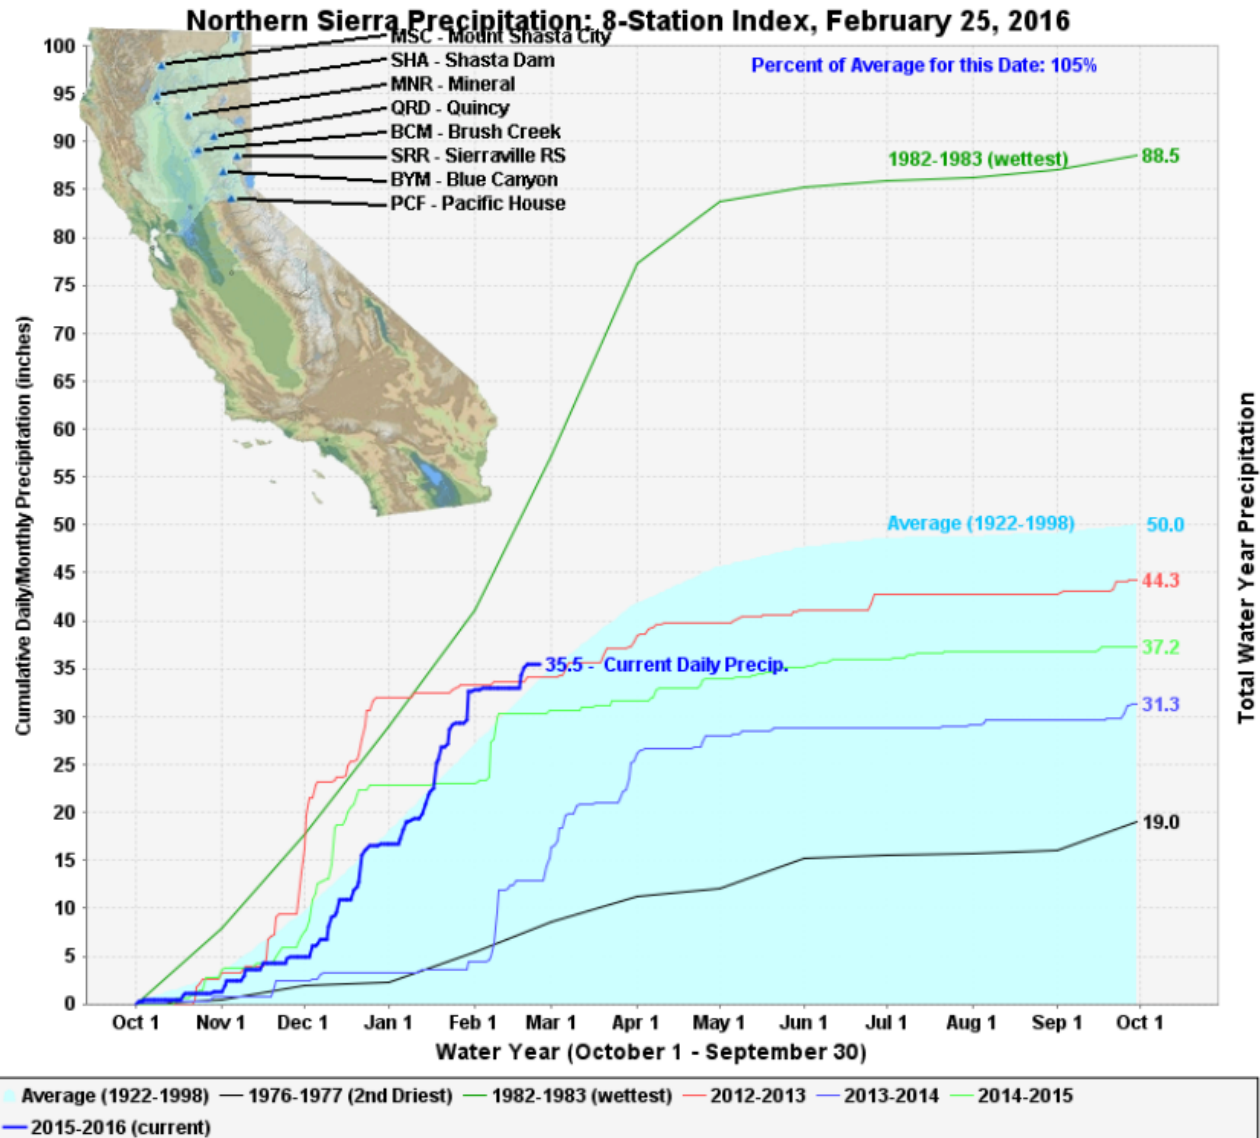 Northern Sierra Precipitation: 8-Station Index, February 25, 2016
MSC - Mount Shasta City
SHA - Shasta Dam
MNR - Mineral
QRD - Quincy
BCM - Brush Creek
SRR - Sierraville RS
BYM - Blue Canyon
PCF - Pacific House
Percent of Average for this Date: 105%
1982-1983 (wettest)
88.5
Average (1922-1998)
50.0
44.3
37.2
35.5 - Current Daily Precip.
31.3
19.0
Cumulative Daily/Monthly Precipitation (inches)
100
95
90
85
80
75
70
65
60
55
50
45
40
35
30
25
20
15
10
5
0
Total Water Year Precipitation
Oct 1 Nov 1 Dec 1 Jan 1 Feb 1 Mar 1 Apr 1 May 1 Jun 1 Jul 1 Aug 1 Sep 1 Oct 1
Water Year (October 1 - September 30)
Average (1922-1998) 1976-1977 (2nd Driest) 1982-1983 (wettest) 2012-2013 2013-2014 2014-2015
2015-2016 (current)